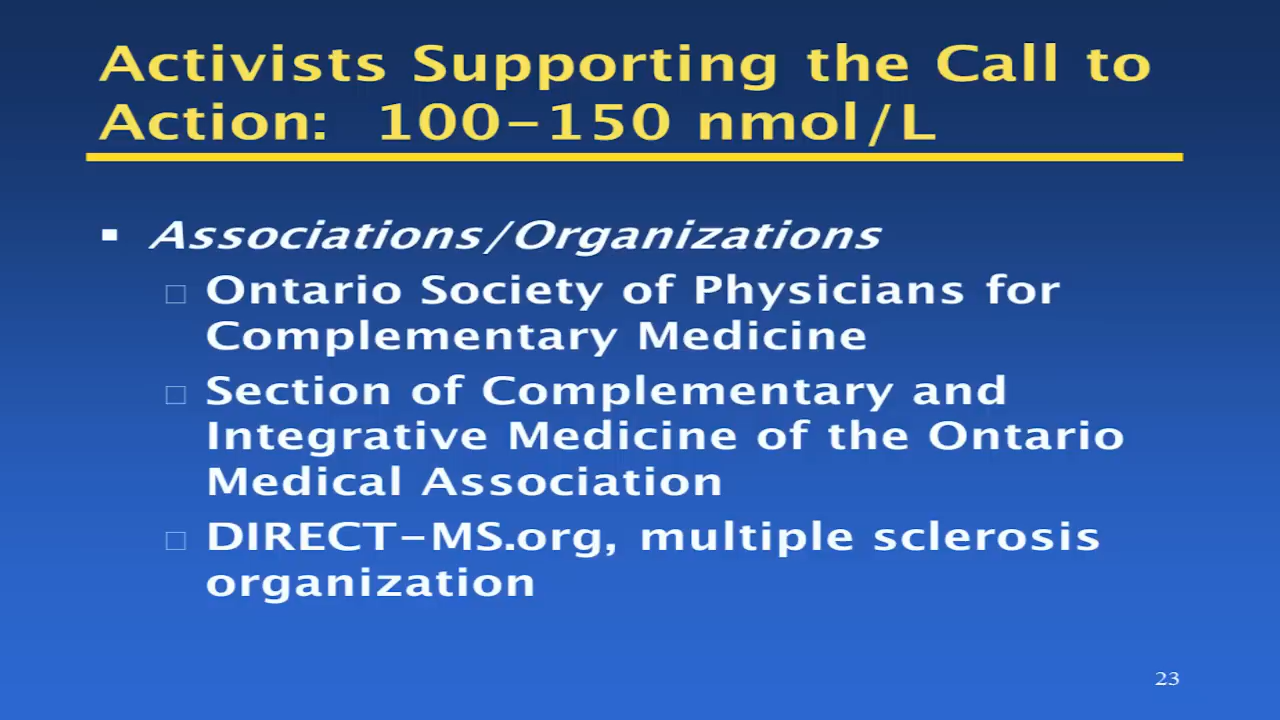 Activists Supporting the Call to
Action: 100-150 nmol/L
▪ Associations/Organizations
□ Ontario Society of Physicians for
Complementary Medicine
□ Section of Complementary and
Integrative Medicine of the Ontario
Medical Association
□ DIRECT-MS.org, multiple sclerosis
organization
23